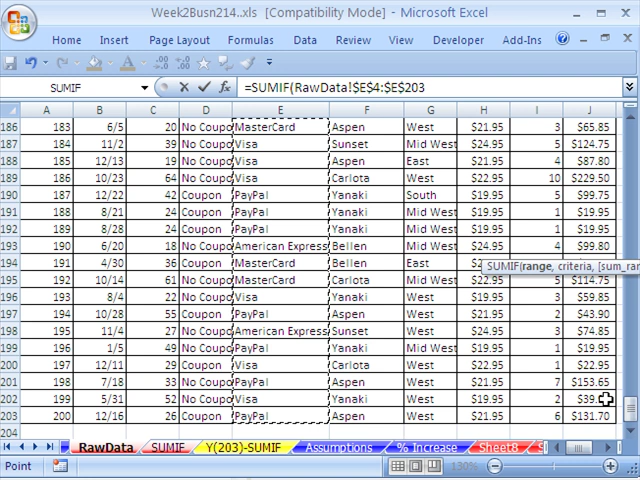 Week2Busn214..xls [Compatibility Mode] - Microsoft Excel
Home Insert Page Layout Formulas Data Review View Developer Add-Ins
SUMIF =SUMIF(RawData!$E$4:$E$203
A B C D E F G H I J
186 183 6/5 20 No Coupo MasterCard Aspen West $21.95 3 $65.85
187 184 11/2 39 No Coupo Visa Sunset Mid West $24.95 5 $124.75
188 185 12/13 19 No Coupo Visa Aspen East $21.95 4 $87.80
189 186 10/23 64 No Coupo Visa Carlota West $22.95 10 $229.50
190 187 12/22 42 Coupon PayPal Yanaki South $19.95 5 $99.75
191 188 8/21 24 Coupon PayPal Yanaki Mid West $19.95 1 $19.95
192 189 8/28 24 Coupon PayPal Yanaki Mid West $19.95 1 $19.95
193 190 6/20 18 No Coupo American Express Bellen Mid West $24.95 4 $99.80
194 191 4/30 36 Coupon MasterCard Bellen East
SUMIF(range, criteria, [sum_ran
195 192 10/14 61 No Coupo MasterCard Carlota Mid West $22.95 5 $114.75
196 193 8/4 22 No Coupo Visa Yanaki West $19.95 3 $59.85
197 194 10/28 55 Coupon PayPal Aspen West $21.95 2 $43.90
198 195 11/4 27 No Coupo American Express Sunset West $24.95 3 $74.85
199 196 1/5 49 No Coupo PayPal Yanaki Mid West $19.95 1 $19.95
200 197 12/11 29 Coupon Visa Carlota West $22.95 1 $22.95
201 198 7/18 33 No Coupo PayPal Aspen East $21.95 7 $153.65
202 199 5/31 52 No Coupo Visa Yanaki West $19.95 2
203 200 12/16 26 Coupon PayPal Aspen West $21.95 6 $131.70
204
RawData SUMIF Y(203)-SUMIF Assumptions % Increase Sheet8
Point 130%